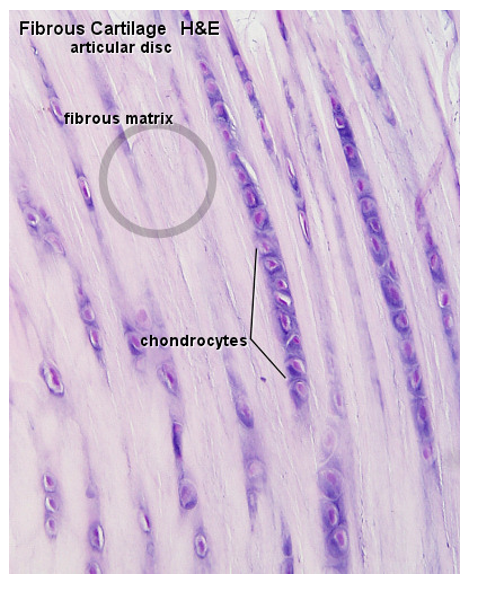 Fibrous Cartilage H&E
articular disc
fibrous matrix
chondrocytes